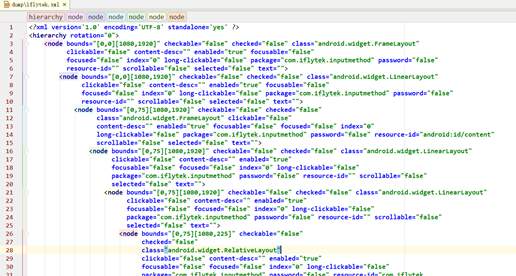 dump\iflytek.xml
hierarchy node node node node node node
1 <?xml version='1.0' encoding='UTF-8' standalone='yes' ?>
2 <hierarchy rotation="0">
3 <node bounds="[0,0][1080,1920]" checkable="false" checked="false" class="android.widget.FrameLayout"
4 clickable="false" content-desc="" enabled="true" focusable="false"
5 focused="false" index="0" long-clickable="false" package="com.iflytek.inputmethod" password="false"
6 resource-id="" scrollable="false" selected="false" text="">
7 <node bounds="[0,0][1080,1920]" checkable="false" checked="false" class="android.widget.LinearLayout"
8 clickable="false" content-desc="" enabled="true" focusable="false"
9 focused="false" index="0" long-clickable="false" package="com.iflytek.inputmethod" password="false"
10 resource-id="" scrollable="false" selected="false" text="">
11 <node bounds="[0,75][1080,1920]" checkable="false" checked="false"
12 class="android.widget.FrameLayout" clickable="false"
13 content-desc="" enabled="true" focusable="false" focused="false" index="0"
14 long-clickable="false" package="com.iflytek.inputmethod" password="false" resource-id="android:id/content"
15 scrollable="false" selected="false" text="">
16 <node bounds="[0,75][1080,1920]" checkable="false" checked="false" class="android.widget.LinearLayout"
17 clickable="false" content-desc="" enabled="true"
18 focusable="false" focused="false" index="0" long-clickable="false"
19 package="com.iflytek.inputmethod" password="false" resource-id="" scrollable="false"
20 selected="false" text="">
21 <node bounds="[0,75][1080,1920]" checkable="false" checked="false" class="android.widget.LinearLayout"
22 clickable="false" content-desc="" enabled="true"
23 focusable="false" focused="false" index="0" long-clickable="false"
24 package="com.iflytek.inputmethod" password="false" resource-id="" scrollable="false"
25 selected="false" text="">
26 <node bounds="[0,75][1080,225]" checkable="false"
27 checked="false"
28 class="android.widget.RelativeLayout"
29 clickable="false" content-desc="" enabled="true"
30 focusable="false" focused="false" index="0" long-clickable="false"